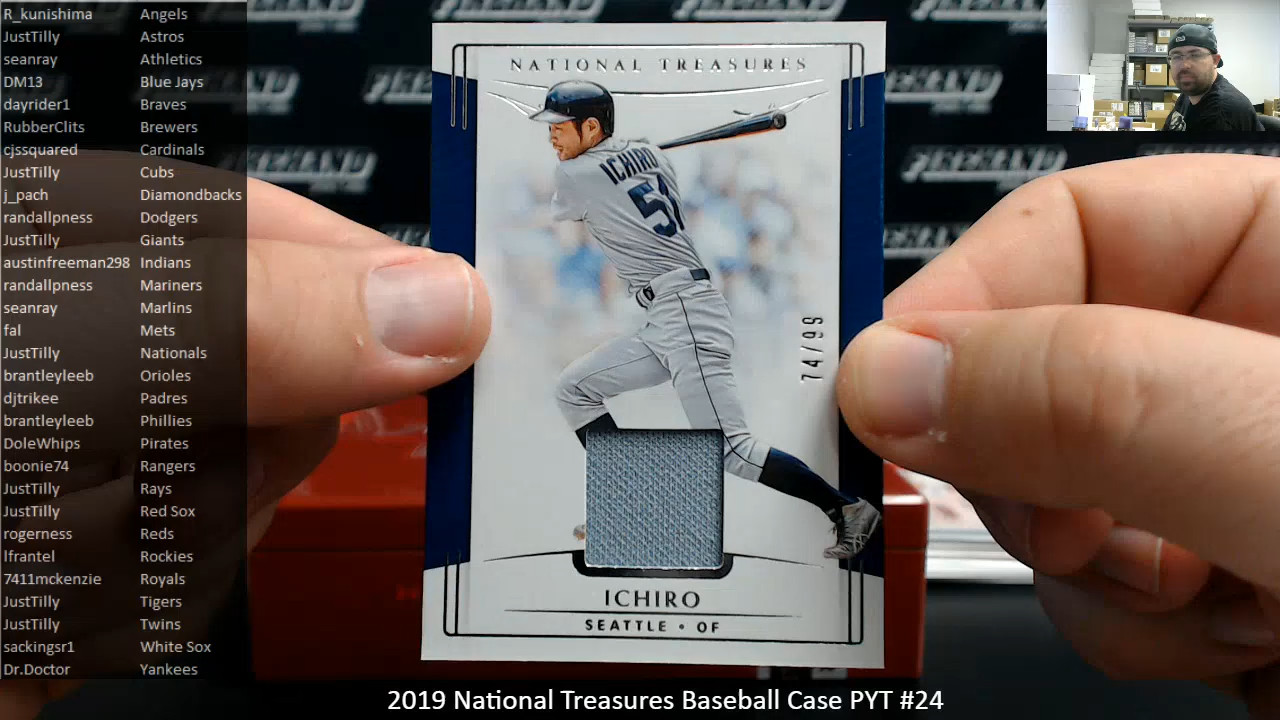 R_kunishima Angels
JustTilly Astros
seanray Athletics
DM13 Blue Jays
dayrider1 Braves
RubberClits Brewers
cjssquared Cardinals
JustTilly Cubs
j_pach Diamondbacks
randallpness Dodgers
JustTilly Giants
austinfreeman298 Indians
randallpness Mariners
seanray Marlins
fal Mets
JustTilly Nationals
brantleyleeb Orioles
djtrikee Padres
brantleyleeb Phillies
DoleWhips Pirates
boonie74 Rangers
JustTilly Rays
JustTilly Red Sox
rogerness Reds
lfrantel Rockies
7411mckenzie Royals
JustTilly Tigers
JustTilly Twins
sackingsr1 White Sox
Dr.Doctor Yankees
NATIONAL TREASURES
ICHIRO
51
74/99
ICHIRO
SEATTLE • OF
2019 National Treasures Baseball Case PYT #24